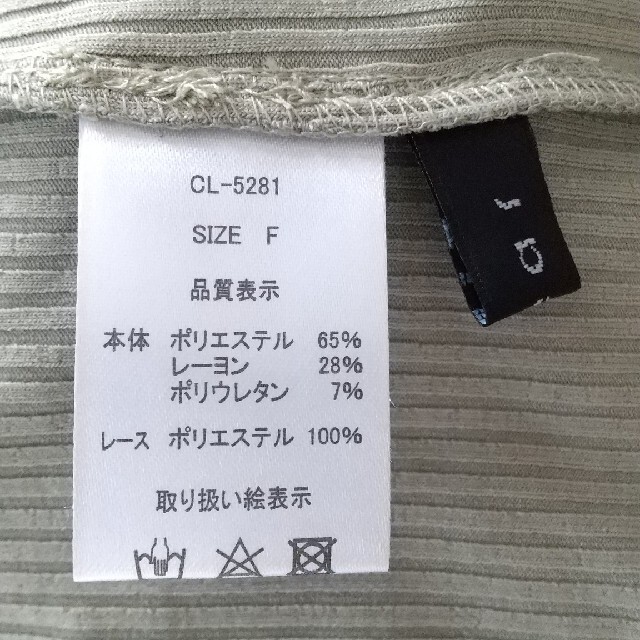 CL-5281
SIZE F
品質表示
本体 ポリエステル 65%
レーヨン 28%
ポリウレタン 7%
レース ポリエステル 100%
取り扱い絵表示